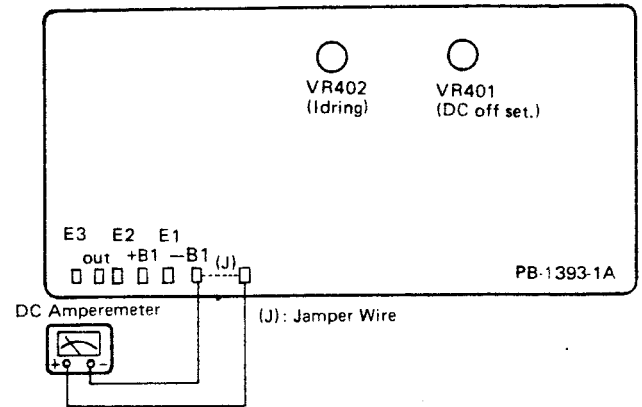 VR402
(Idring)
VR401
(DC off set.)
E3 E2 E1
out +B1 —B1 (J)
PB-1393-1A
DC Amperemeter
(J): Jamper Wire
+ -